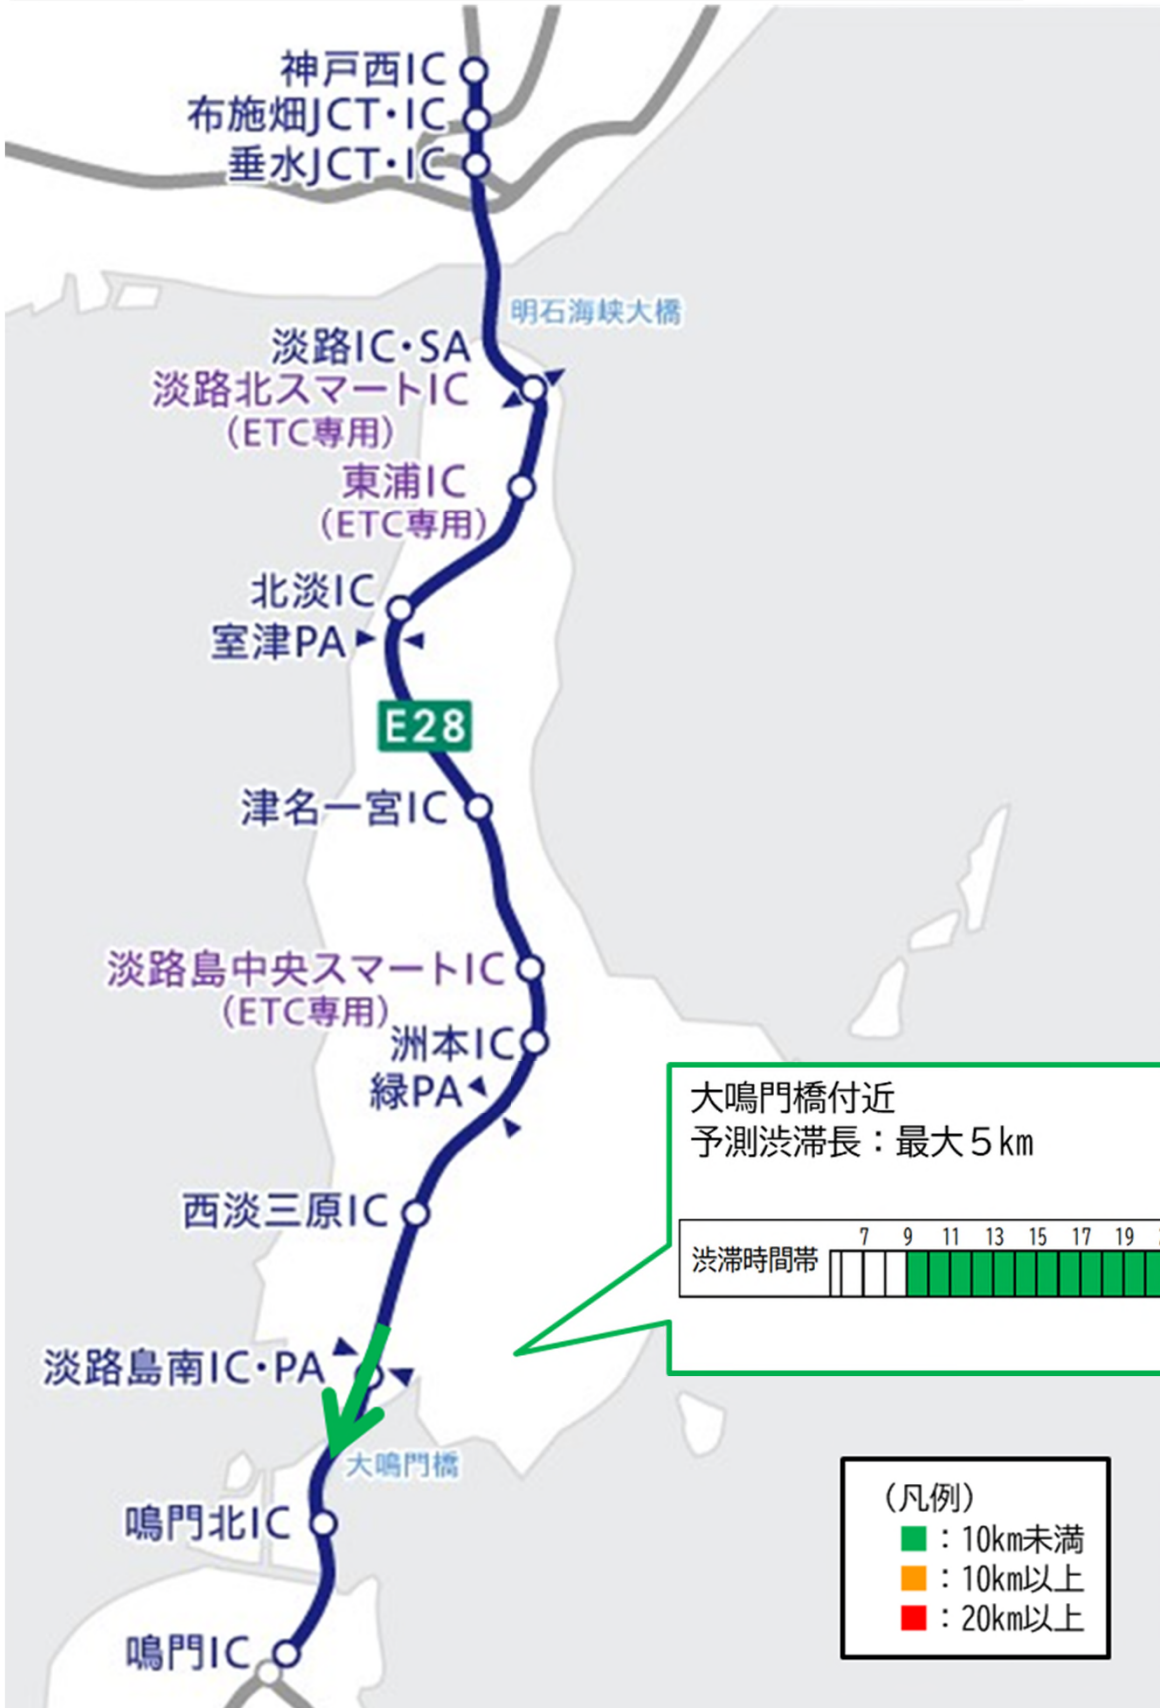 神戸西IC
布施畑JCT・IC
垂水JCT・IC
明石海峡大橋
淡路IC・SA
淡路北スマートIC
（ETC専用）
東浦IC
（ETC専用）
北淡IC
室津PA
E28
津名一宮IC
淡路島中央スマートIC
（ETC専用）
洲本IC
緑PA
西淡三原IC
淡路島南IC・PA
大鳴門橋
鳴門北IC
鳴門IC
大鳴門橋付近
予測渋滞長：最大５㎞
7 9 11 13 15 17 19
渋滞時間帯
（凡例）
：10km未満
：10km以上
：20km以上